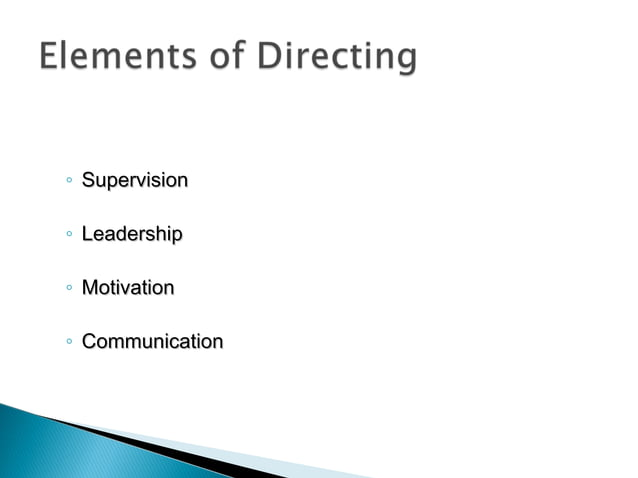 Elements of Directing
◦ Supervision
◦ Leadership
◦ Motivation
◦ Communication